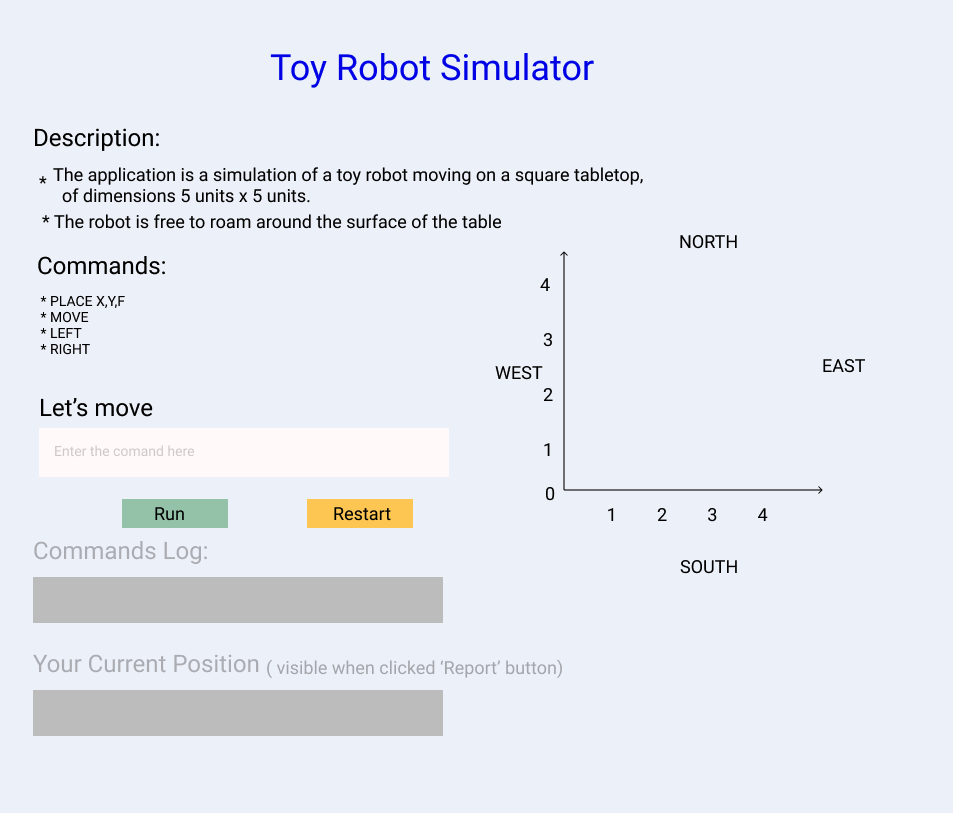 Toy Robot Simulator
Description:
* The application is a simulation of a toy robot moving on a square tabletop,
of dimensions 5 units x 5 units.
* The robot is free to roam around the surface of the table
Commands:
* PLACE X,Y,F
* MOVE
* LEFT
* RIGHT
Let’s move
Enter the comand here
Run
Restart
Commands Log:
Your Current Position ( visible when clicked ‘Report’ button)
NORTH
4
3
WEST
EAST
2
1
0
1 2 3 4
SOUTH